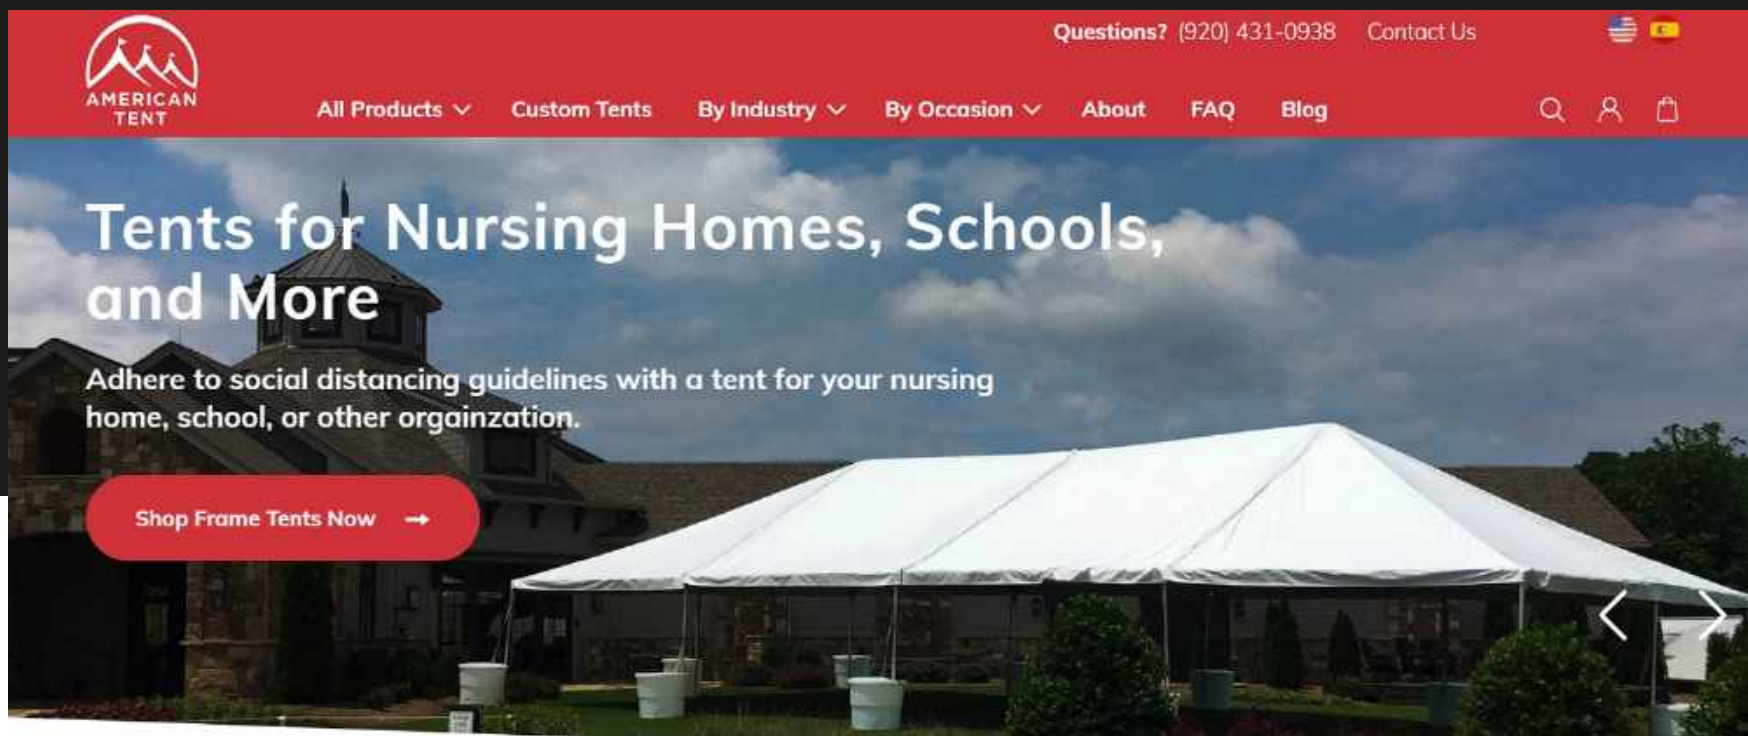 Questions? (920) 431-0938 Contact Us
AMERICAN
TENT
All Products Custom Tents By Industry By Occasion About FAQ Blog
Tents for Nursing Homes, Schools,
and More
Adhere to social distancing guidelines with a tent for your nursing
home, school, or other orgainzation.
Shop Frame Tents Now